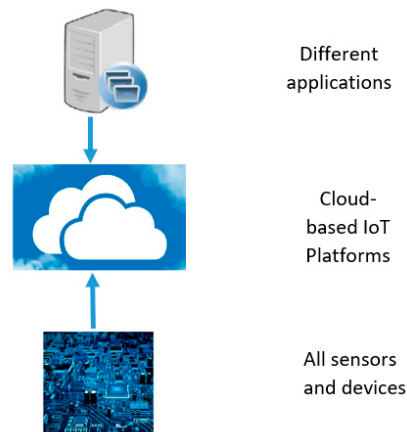 Different
applications
Cloud-
based IoT
Platforms
All sensors
and devices